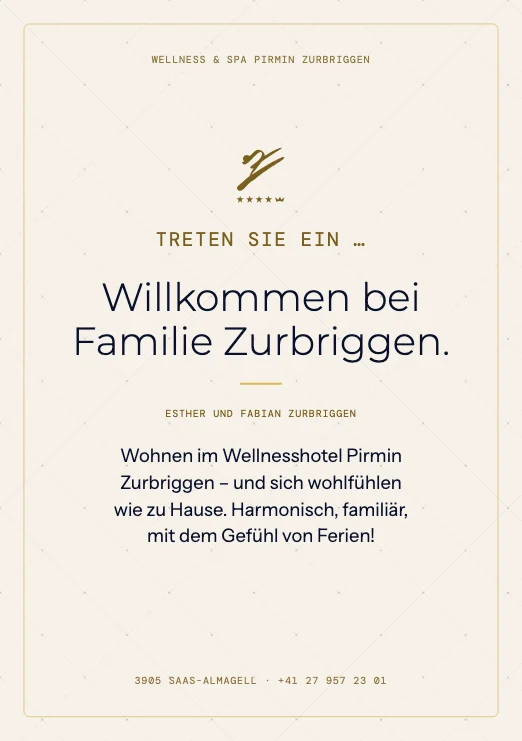 WELLNESS & SPA PIRMIN ZURBRIGGEN
TRETEN SIE EIN …
Willkommen bei
Familie Zurbriggen.
ESTHER UND FABIAN ZURBRIGGEN
Wohnen im Wellnesshotel Pirmin
Zurbriggen – und sich wohlfühlen
wie zu Hause. Harmonisch, familiär,
mit dem Gefühl von Ferien!
3905 SAAS-ALMAGELL · +41 27 957 23 01